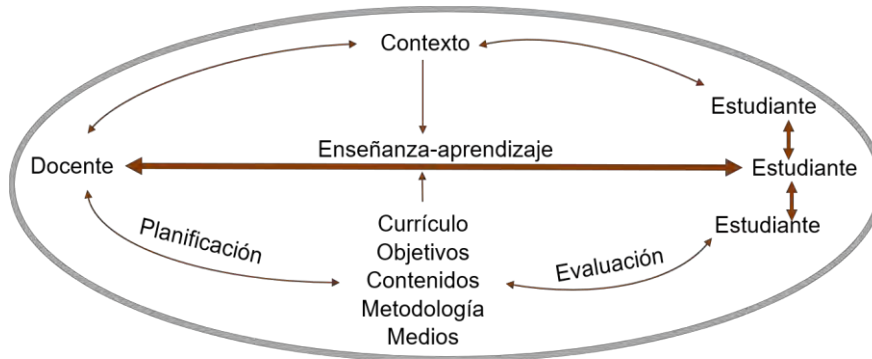 Contexto
Estudiante
Enseñanza-aprendizaje
Docente
Estudiante
Currículo
Estudiante
Planificación
Objetivos
Evaluación
Contenidos
Metodología
Medios